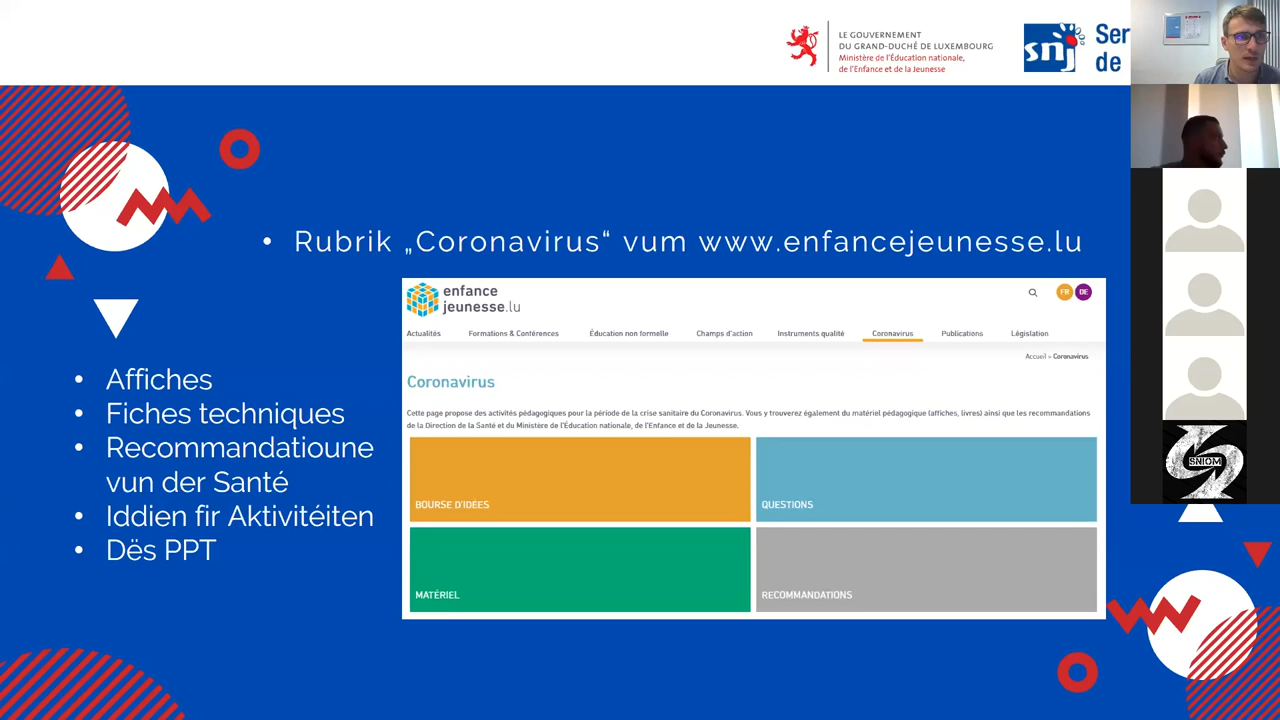 LE GOUVERNEMENT
DU GRAND-DUCHÉ DE LUXEMBOURG
Ministère de l'Éducation nationale,
de l'Enfance et de la Jeunesse
snj
Ser
de
• Rubrik „Coronavirus“ vum www.enfancejeunesse.lu
enfance
jeunesse.lu
FR DE
Actualités Formations & Conférences Éducation non formelle Champs d'action Instruments qualité Coronavirus Publications Législation
Accueil » Coronavirus
Coronavirus
Cette page propose des activités pédagogiques pour la période de la crise sanitaire du Coronavirus. Vous y trouverez également du matériel pédagogique (affiches, livres) ainsi que les recommandations
de la Direction de la Santé et du Ministère de l'Éducation nationale, de l'Enfance et de la Jeunesse.
BOURSE D'IDÉES
QUESTIONS
MATÉRIEL
RECOMMANDATIONS
• Affiches
• Fiches techniques
• Recommandatioune
vun der Santé
• Iddien fir Aktivitéiten
• Dës PPT
SNIOM